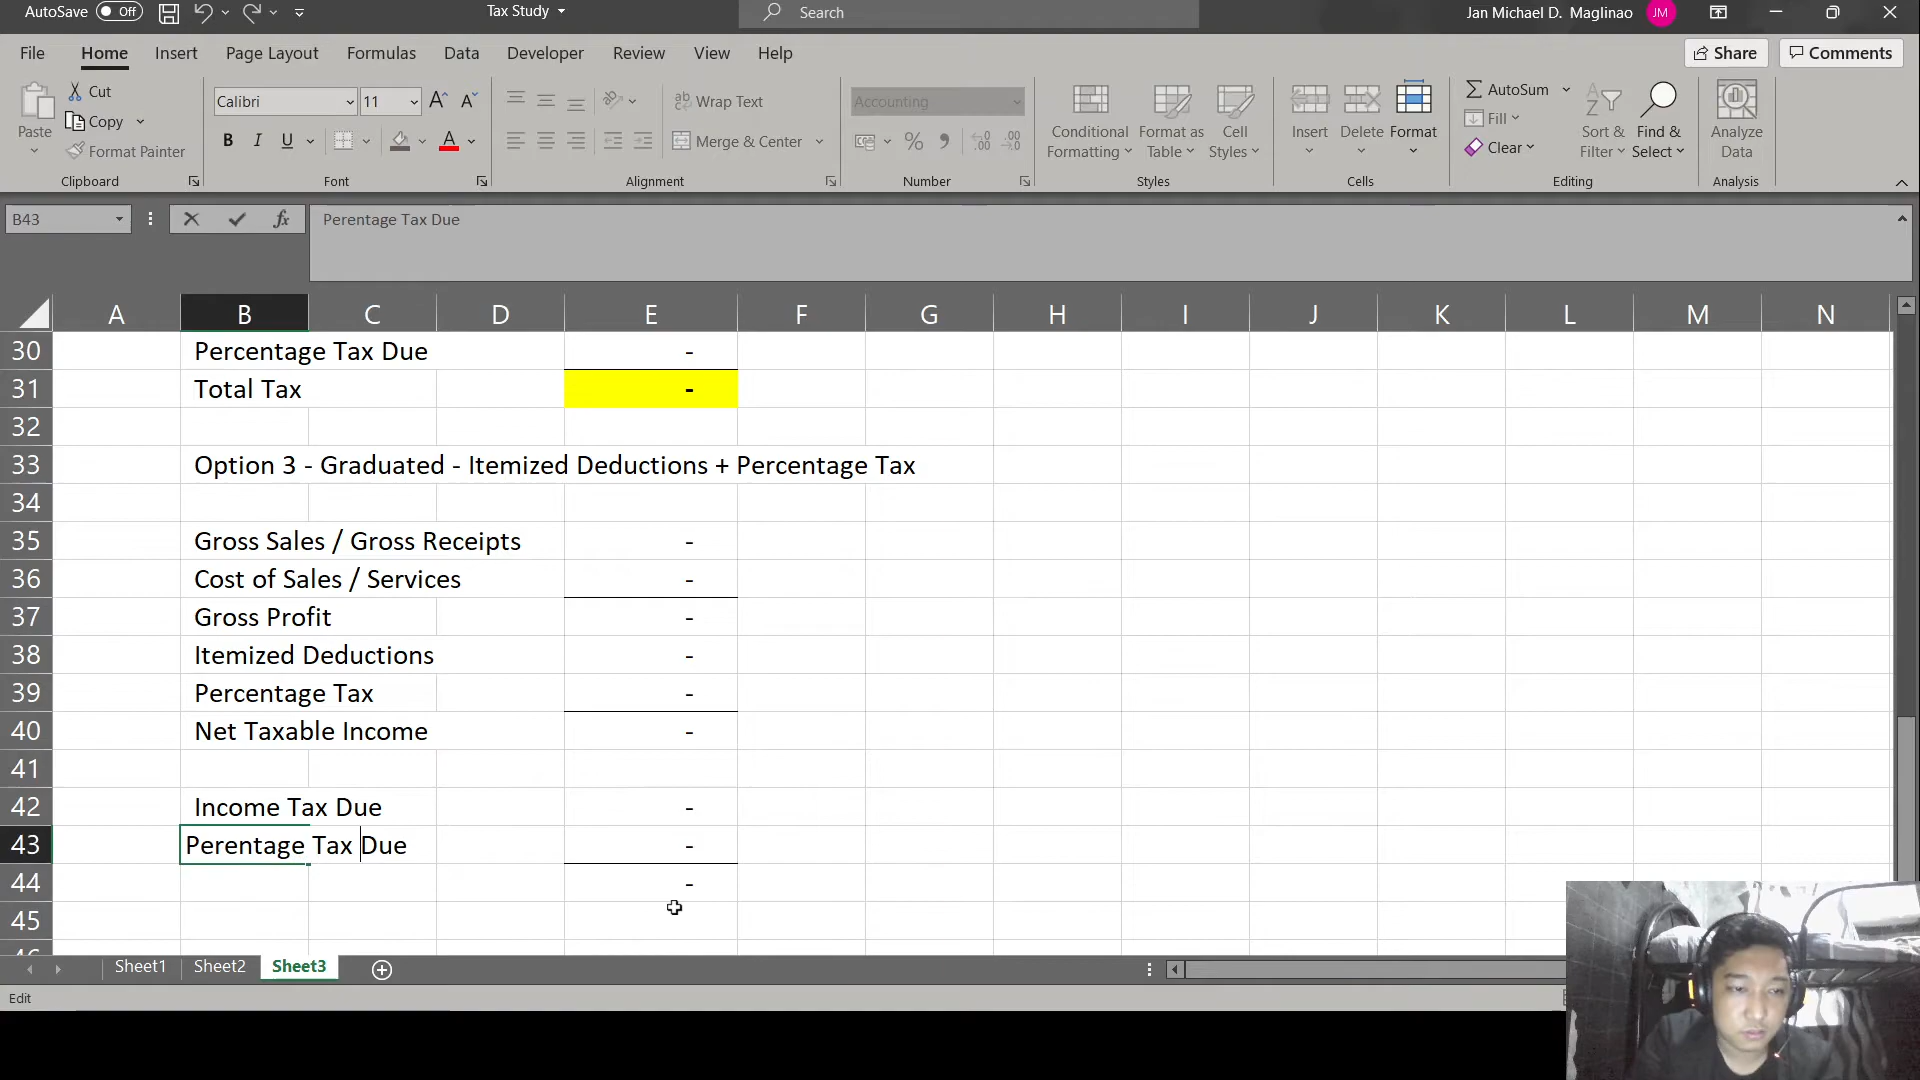 AutoSave Off
Tax Study
Search
Jan Michael D. Maglinao JM
File Home Insert Page Layout Formulas Data Developer Review View Help
Share Comments
Paste
Cut
Copy
Format Painter
Clipboard
Calibri 11
B I U
Font
Wrap Text
Merge & Center
Alignment
Accounting
Number
Conditional Formatting
Format as Table
Cell Styles
Styles
Insert Delete Format
Cells
AutoSum
Fill
Clear
Sort & Filter
Find & Select
Editing
Analyze Data
Analysis
B43 fx Perentage Tax Due
A B C D E F G H I J K L M N
30 Percentage Tax Due -
31 Total Tax -
32
33 Option 3 - Graduated - Itemized Deductions + Percentage Tax
34
35 Gross Sales / Gross Receipts -
36 Cost of Sales / Services -
37 Gross Profit -
38 Itemized Deductions -
39 Percentage Tax -
40 Net Taxable Income -
41
42 Income Tax Due -
43 Perentage Tax Due -
44 -
45
Sheet1 Sheet2 Sheet3
Edit